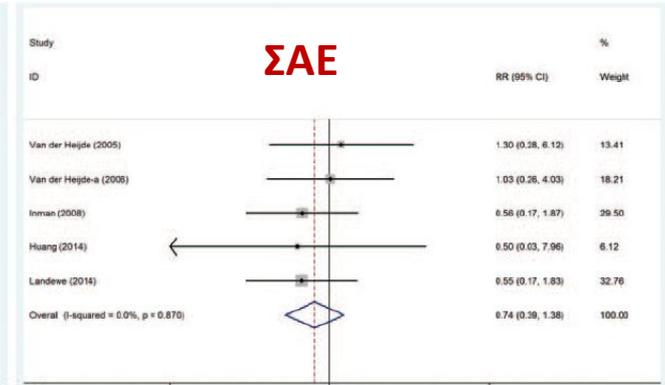 Study %
ΣΑΕ
ID RR (95% CI) Weight
Van der Heijde (2005) 1.30 (0.28, 6.12) 13.41
Van der Heijde-a (2006) 1.03 (0.26, 4.03) 18.21
Inman (2008) 0.56 (0.17, 1.87) 29.50
Huang (2014) 0.50 (0.03, 7.96) 6.12
Landewe (2014) 0.55 (0.17, 1.83) 32.76
Overal (I-squared = 0.0%, p = 0.870) 0.74 (0.39, 1.38) 100.00